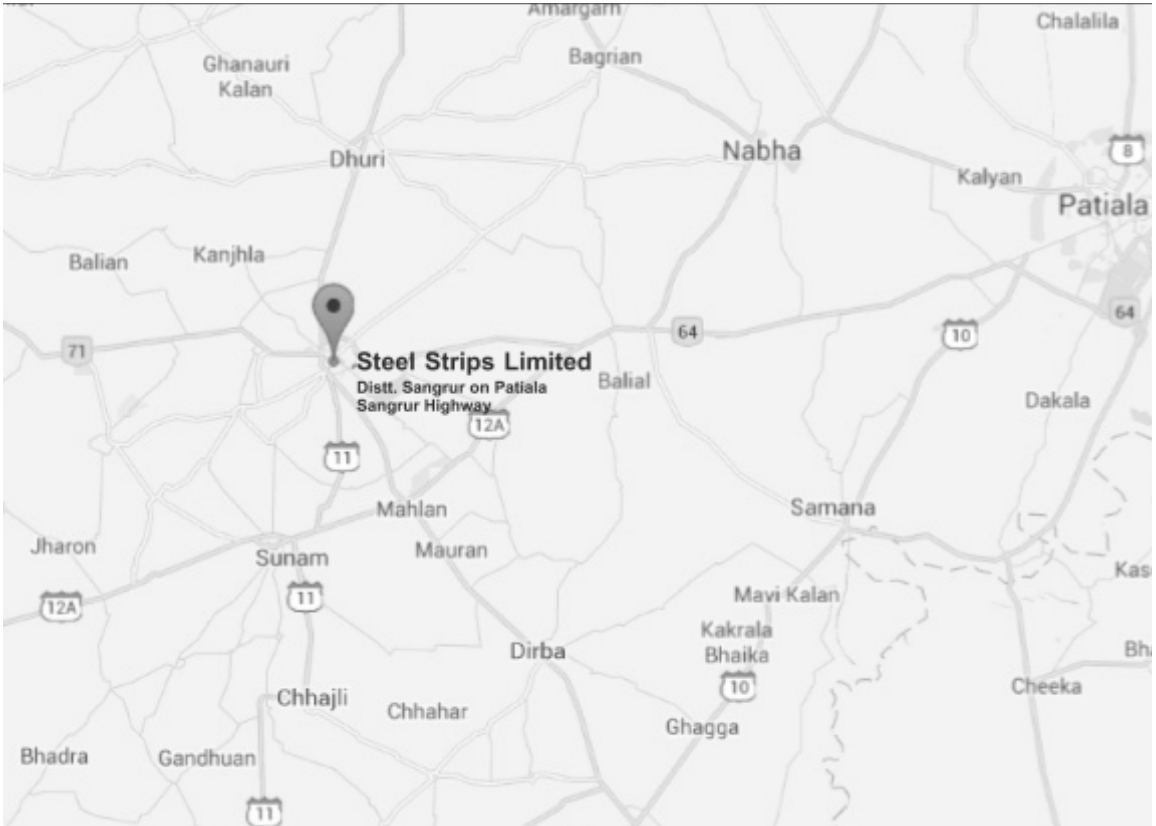 Amargarh
Chalalila
Bagrian
Ghanauri
Kalan
8
Nabha
Dhuri
Kalyan
Patiala
Kanjhla
Balian
64
64
10
71
Steel Strips Limited
Distt. Sangrur on Patiala
Sangrur Highway
Balial
Dakala
12A
11
Samana
Mahlan
Jharon
Mauran
Sunam
Mavi Kalan
11
12A
Kakrala
Bhaika
Dirba
10
Cheeka
Chhajli
Chhahar
Ghagga
Bhadra
Gandhuan
11